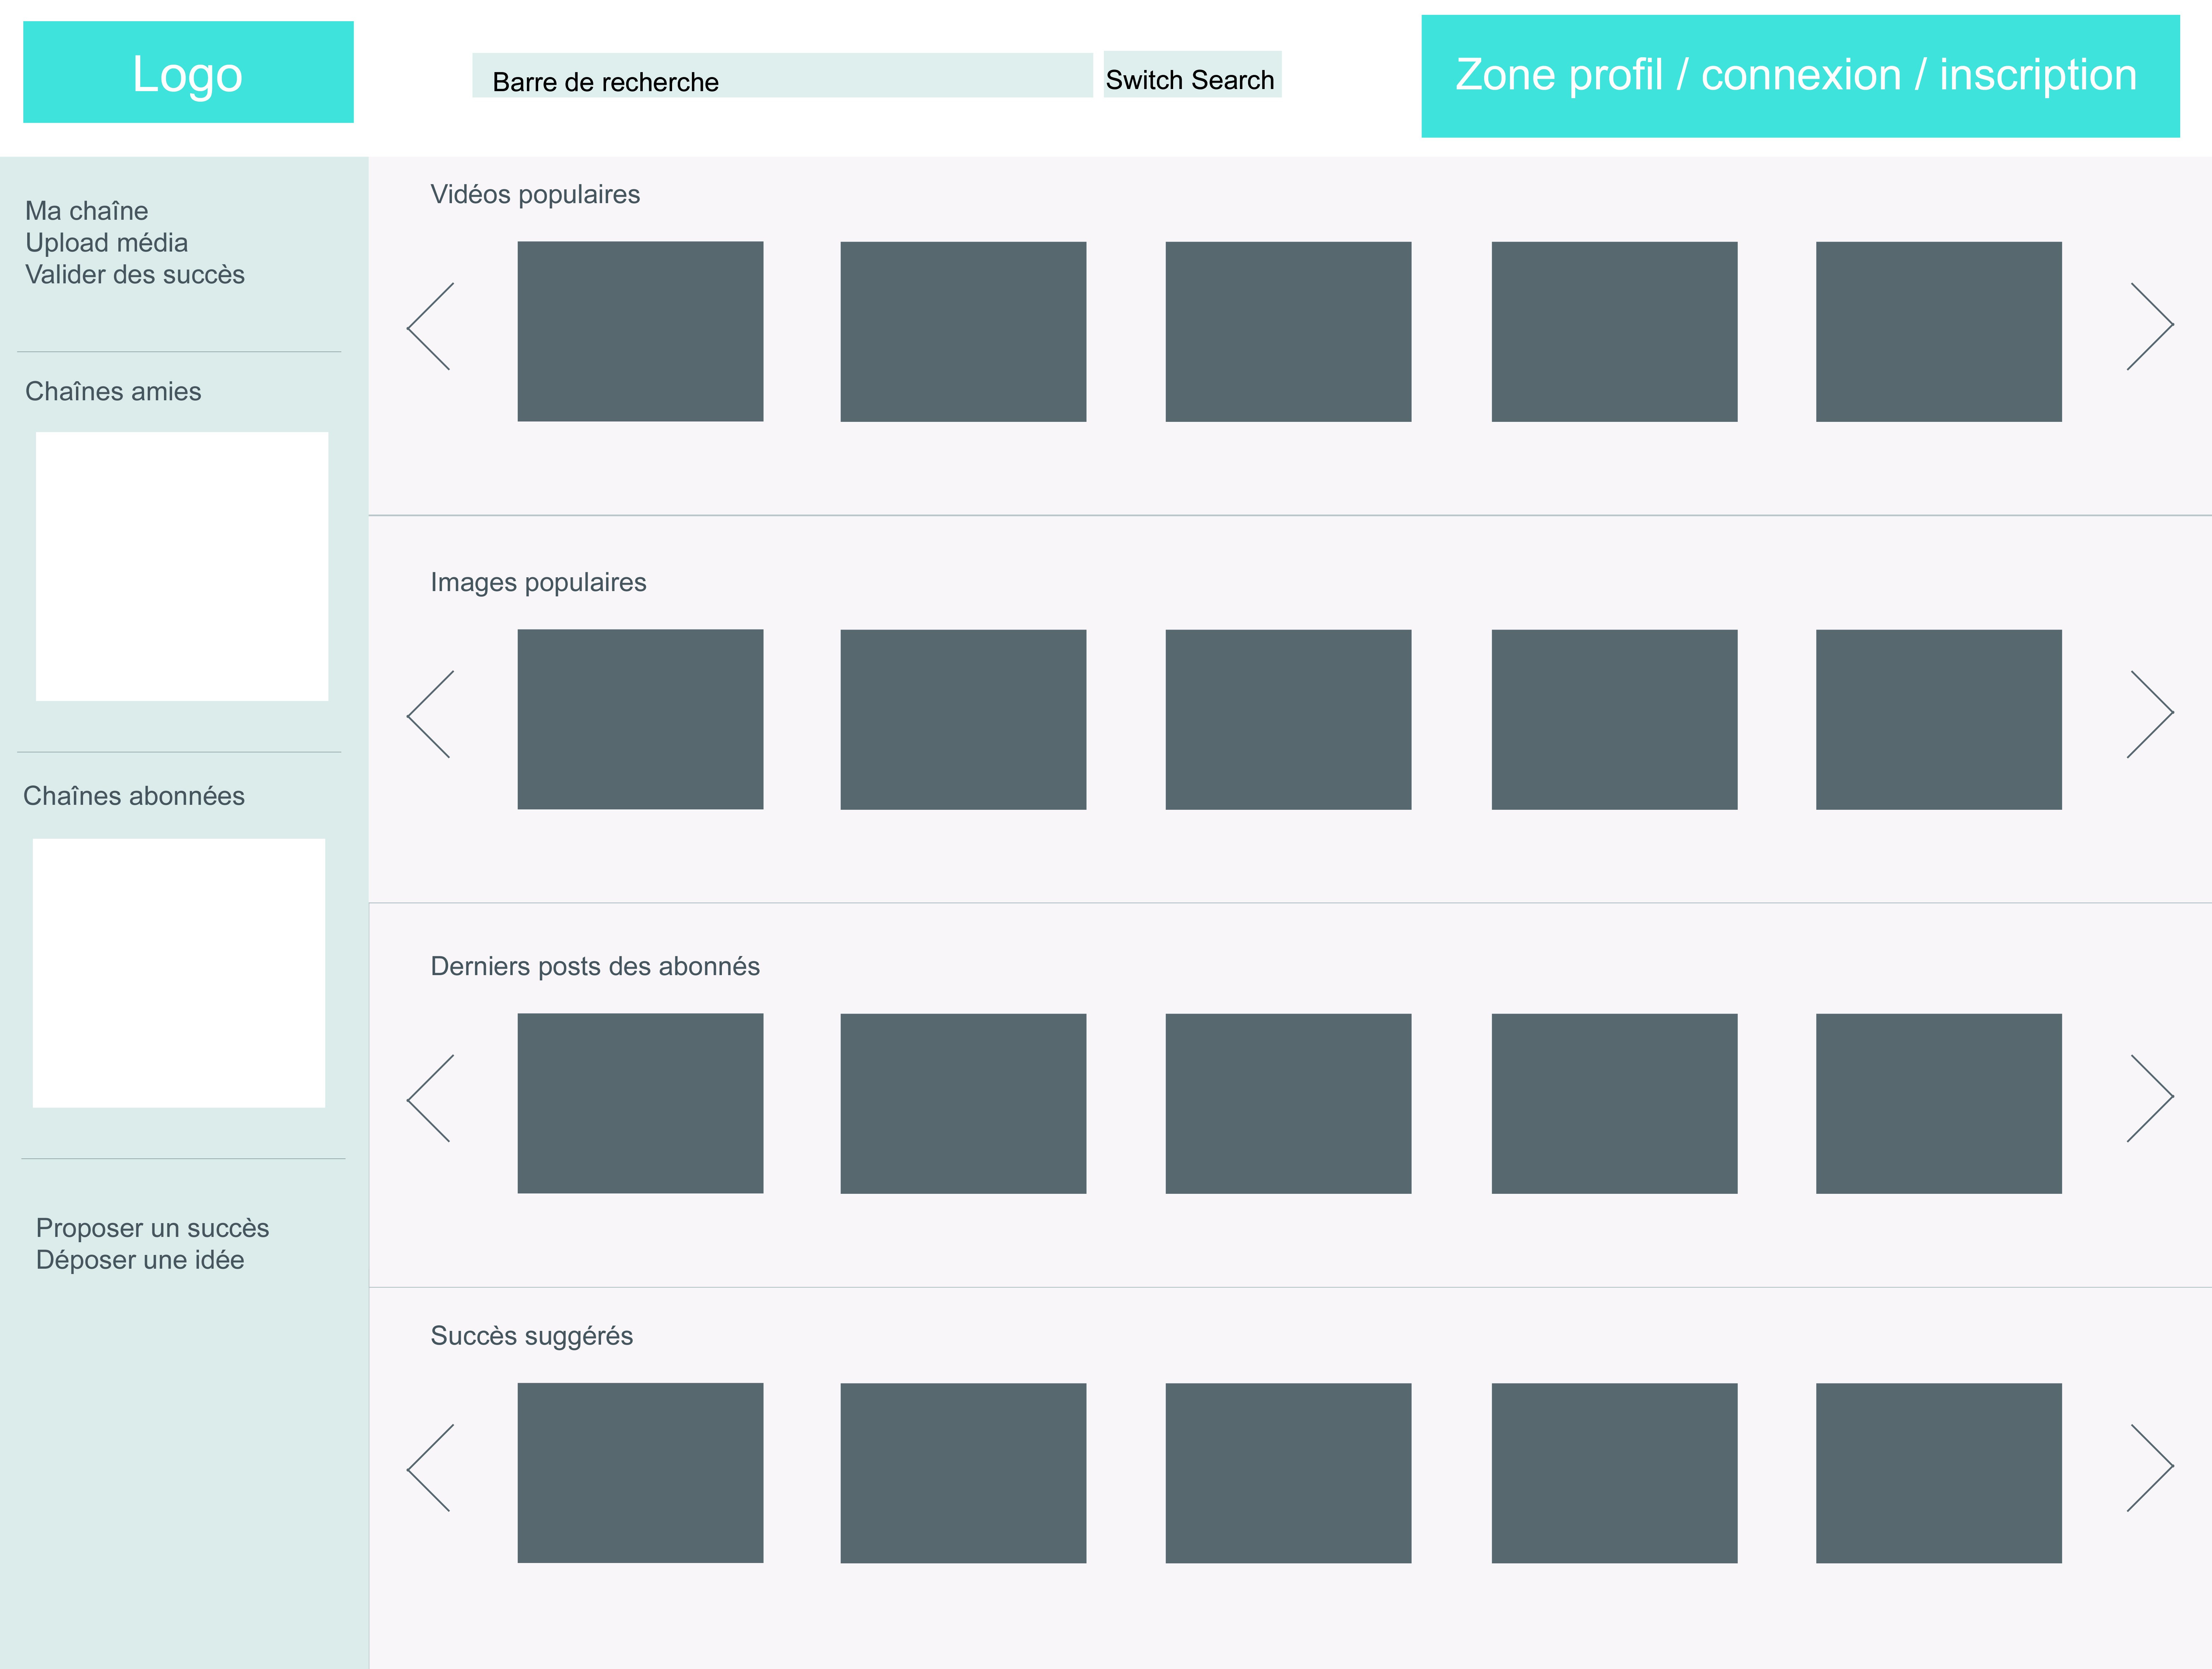 Logo
Barre de recherche
Switch Search
Zone profil / connexion / inscription
Ma chaîne
Upload média
Valider des succès
Chaînes amies
Chaînes abonnées
Proposer un succès
Déposer une idée
Vidéos populaires
Images populaires
Derniers posts des abonnés
Succès suggérés